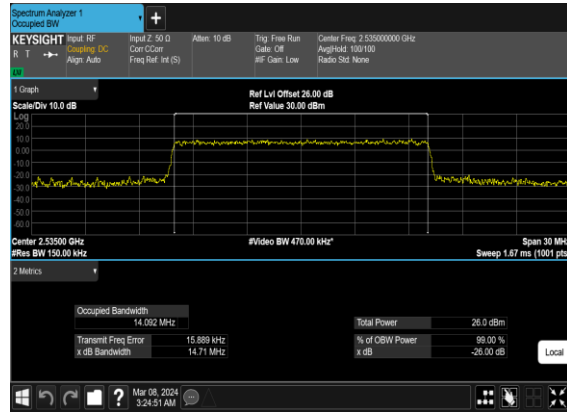 Spectrum Analyzer 1
Occupied BW
KEYSIGHT Input: RF Input Z: 50 Ω Atten: 10 dB Trig: Free Run Center Freq: 2.535000000 GHz
R T Coupling: DC Corr CCorr Gate: Off Avg|Hold: 100/100
Align: Auto Freq Ref: Int (S) #IF Gain: Low Radio Std: None
1 Graph
Ref Lvl Offset 26.00 dB
Scale/Div 10.0 dB Ref Value 30.00 dBm
Log
20.0
10.0
0.00
-10.0
-20.0
-30.0
-40.0
-50.0
-60.0
Center 2.53500 GHz #Video BW 470.00 kHz* Span 30 MHz
#Res BW 150.00 kHz Sweep 1.67 ms (1001 pts
2 Metrics
Occupied Bandwidth
14.092 MHz Total Power 26.0 dBm
Transmit Freq Error 15.889 kHz % of OBW Power 99.00 %
x dB Bandwidth 14.71 MHz x dB -26.00 dB
Local
Mar 08, 2024
3:24:51 AM